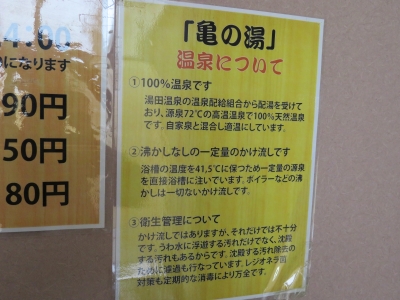 4:00
になります
90円
50円
80円
「亀の湯」
温泉について
①100%温泉です
湯田温泉の温泉配給組合から配湯を受けて
おり、源泉72℃の高温温泉で100%天然温泉
です。自家泉と混合し適温にしています。
②沸かしなしの一定量のかけ流しです
浴槽の温度を41,5℃に保つため一定量の源泉
を直接浴槽に注いています。ボイラーなどの沸
かしは一切ないかけ流しです。
③衛生管理について
かけ流しではありますが、それだけでは不十分
です。うわ水に浮遊する汚れだけでなく、沈殿
する汚れもあるからです。沈殿する汚れ除去の
ために濾過も行なっています。レジオネラ菌
対策も定期的な消毒により万全です。